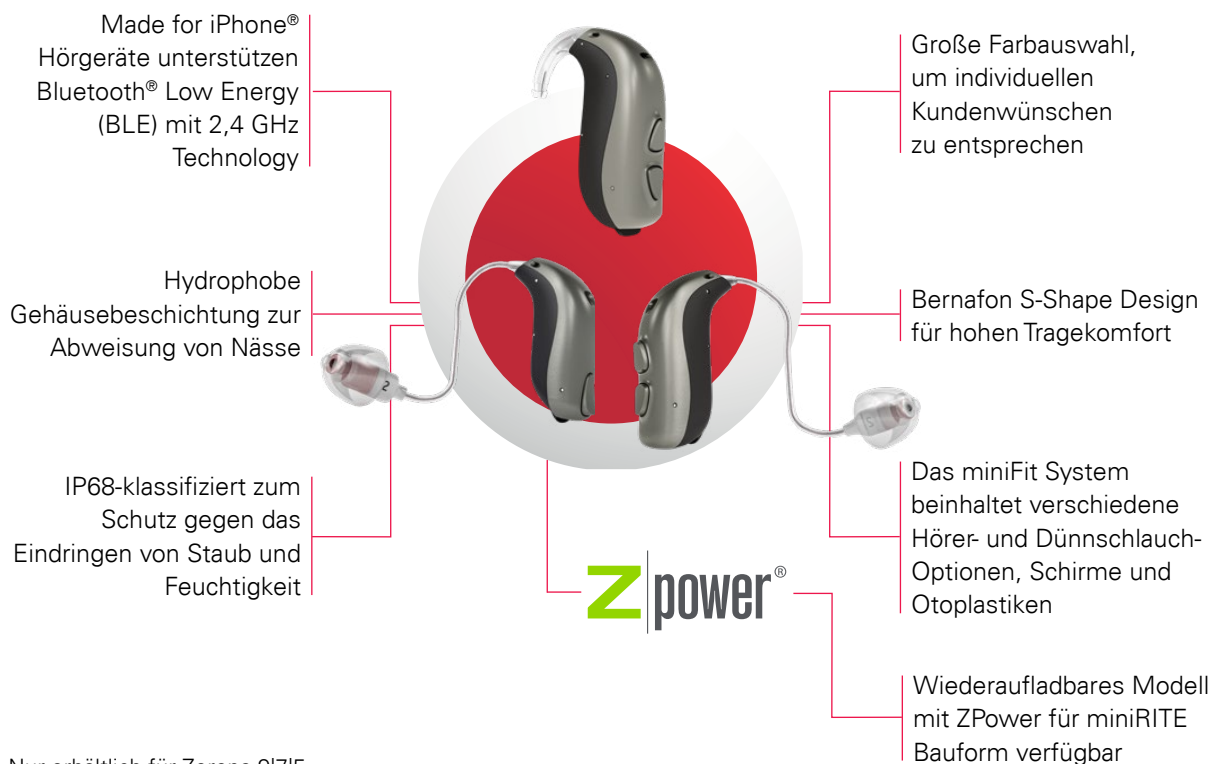 Made for iPhone®
Hörgeräte unterstützen
Bluetooth® Low Energy
(BLE) mit 2,4 GHz
Technology
Hydrophobe
Gehäusebeschichtung zur
Abweisung von Nässe
IP68-klassifiziert zum
Schutz gegen das
Eindringen von Staub und
Feuchtigkeit
Große Farbauswahl,
um individuellen
Kundenwünschen
zu entsprechen
Bernafon S-Shape Design
für hohen Tragekomfort
Das miniFit System
beinhaltet verschiedene
Hörer- und Dünnschlauch-
Optionen, Schirme und
Otoplastiken
Zpower®
Wiederaufladbares Modell
mit ZPower für miniRITE
Bauform verfügbar
2